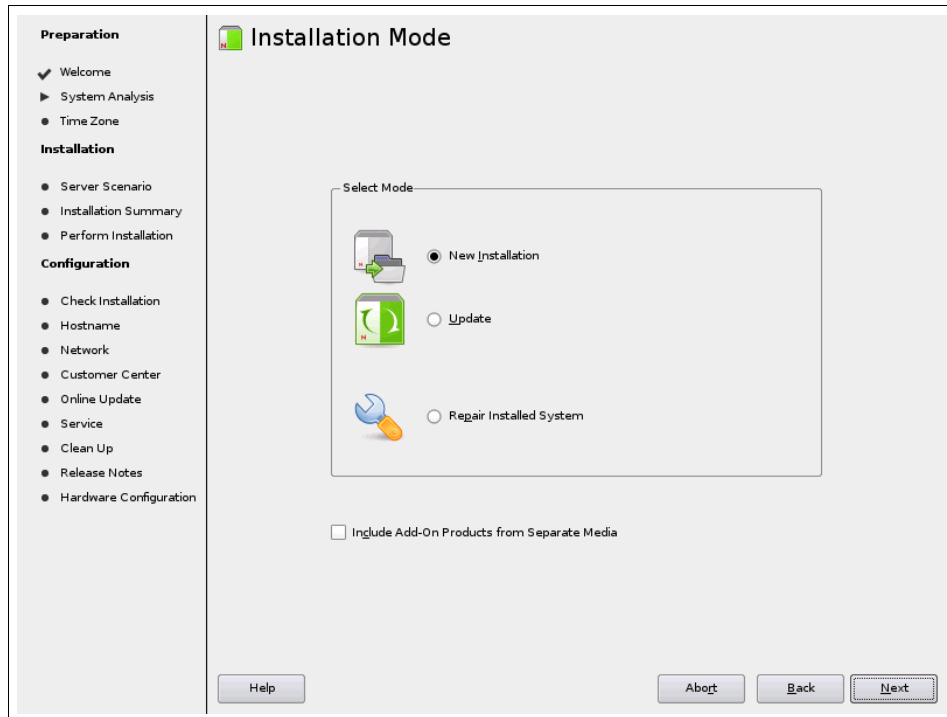 Preparation
Welcome
System Analysis
Time Zone
Installation
Server Scenario
Installation Summary
Perform Installation
Configuration
Check Installation
Hostname
Network
Customer Center
Online Update
Service
Clean Up
Release Notes
Hardware Configuration
Installation Mode
Select Mode
New Installation
Update
Repair Installed System
Include Add-On Products from Separate Media
Help
Abort
Back
Next